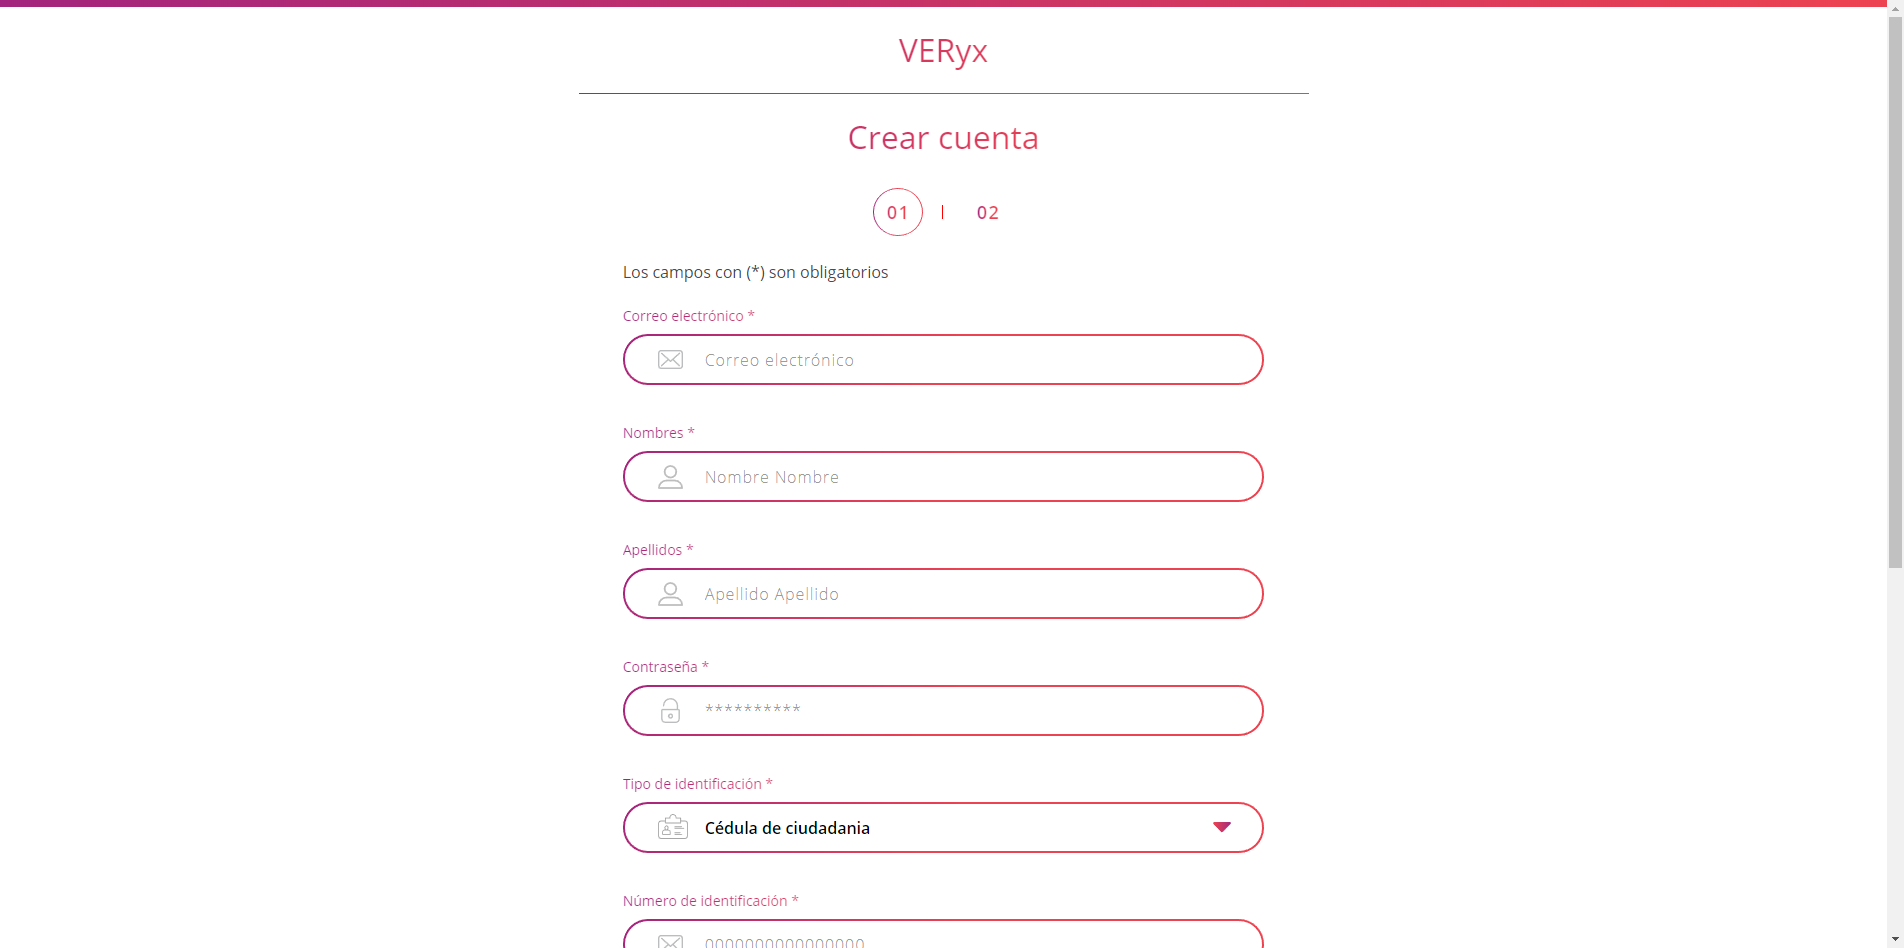 VERyx
Crear cuenta
01 | 02
Los campos con (*) son obligatorios
Correo electrónico *
Correo electrónico
Nombres *
Nombre Nombre
Apellidos *
Apellido Apellido
Contraseña *
**********
Tipo de identificación *
Cédula de ciudadania
Número de identificación *
0000000000000000